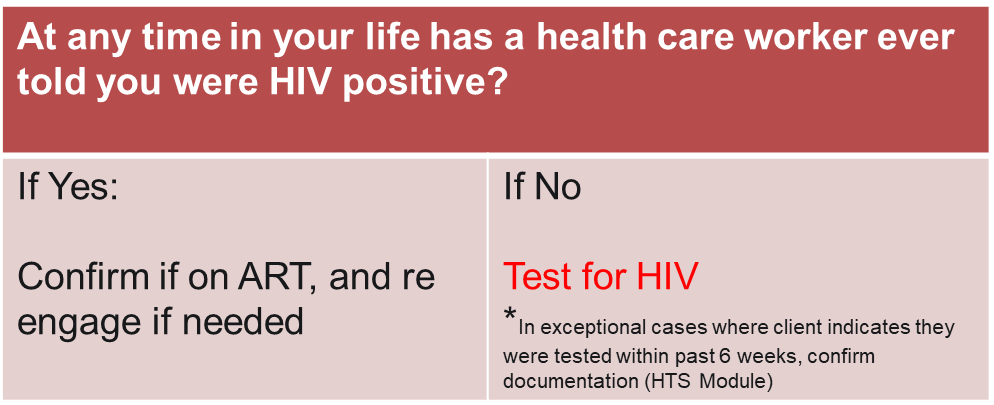 At any time in your life has a health care worker ever
told you were HIV positive?
If Yes:
Confirm if on ART, and re
engage if needed
If No
Test for HIV
*In exceptional cases where client indicates they
were tested within past 6 weeks, confirm
documentation (HTS Module)